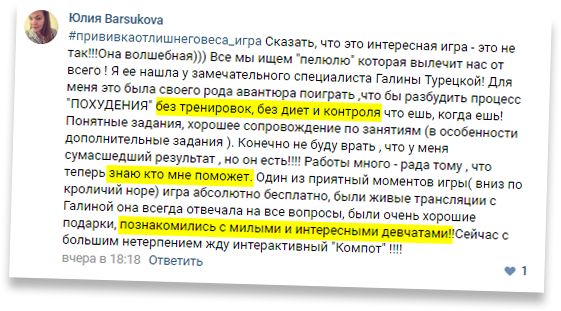 Юлия Barsukova
#прививкаотлишнеговеса_игра Сказать, что это интересная игра - это не
так!!!Она волшебная))) Все мы ищем "пелюлю" которая вылечит нас от
всего ! Я ее нашла у замечательного специалиста Галины Турецкой! Для
меня это была своего рода авантюра поиграть ,что бы разбудить процесс
"ПОХУДЕНИЯ" без тренировок, без диет и контроля что ешь, когда ешь!
Понятные задания, хорошее сопровождение по занятиям (в особенности
дополнительные задания ). Конечно не буду врать , что у меня
сумасшедший результат , но он есть!!!! Работы много - рада тому , что
теперь знаю кто мне поможет. Один из приятный моментов игры( вниз по
кроличий норе) игра абсолютно бесплатно, были живые трансляции с
Галиной она всегда отвечала на все вопросы, были очень хорошие
подарки, познакомились с милыми и интересными девчатами!!Сейчас с
большим нетерпением жду интерактивный "Компот" !!!!
вчера в 18:18 Ответить
1